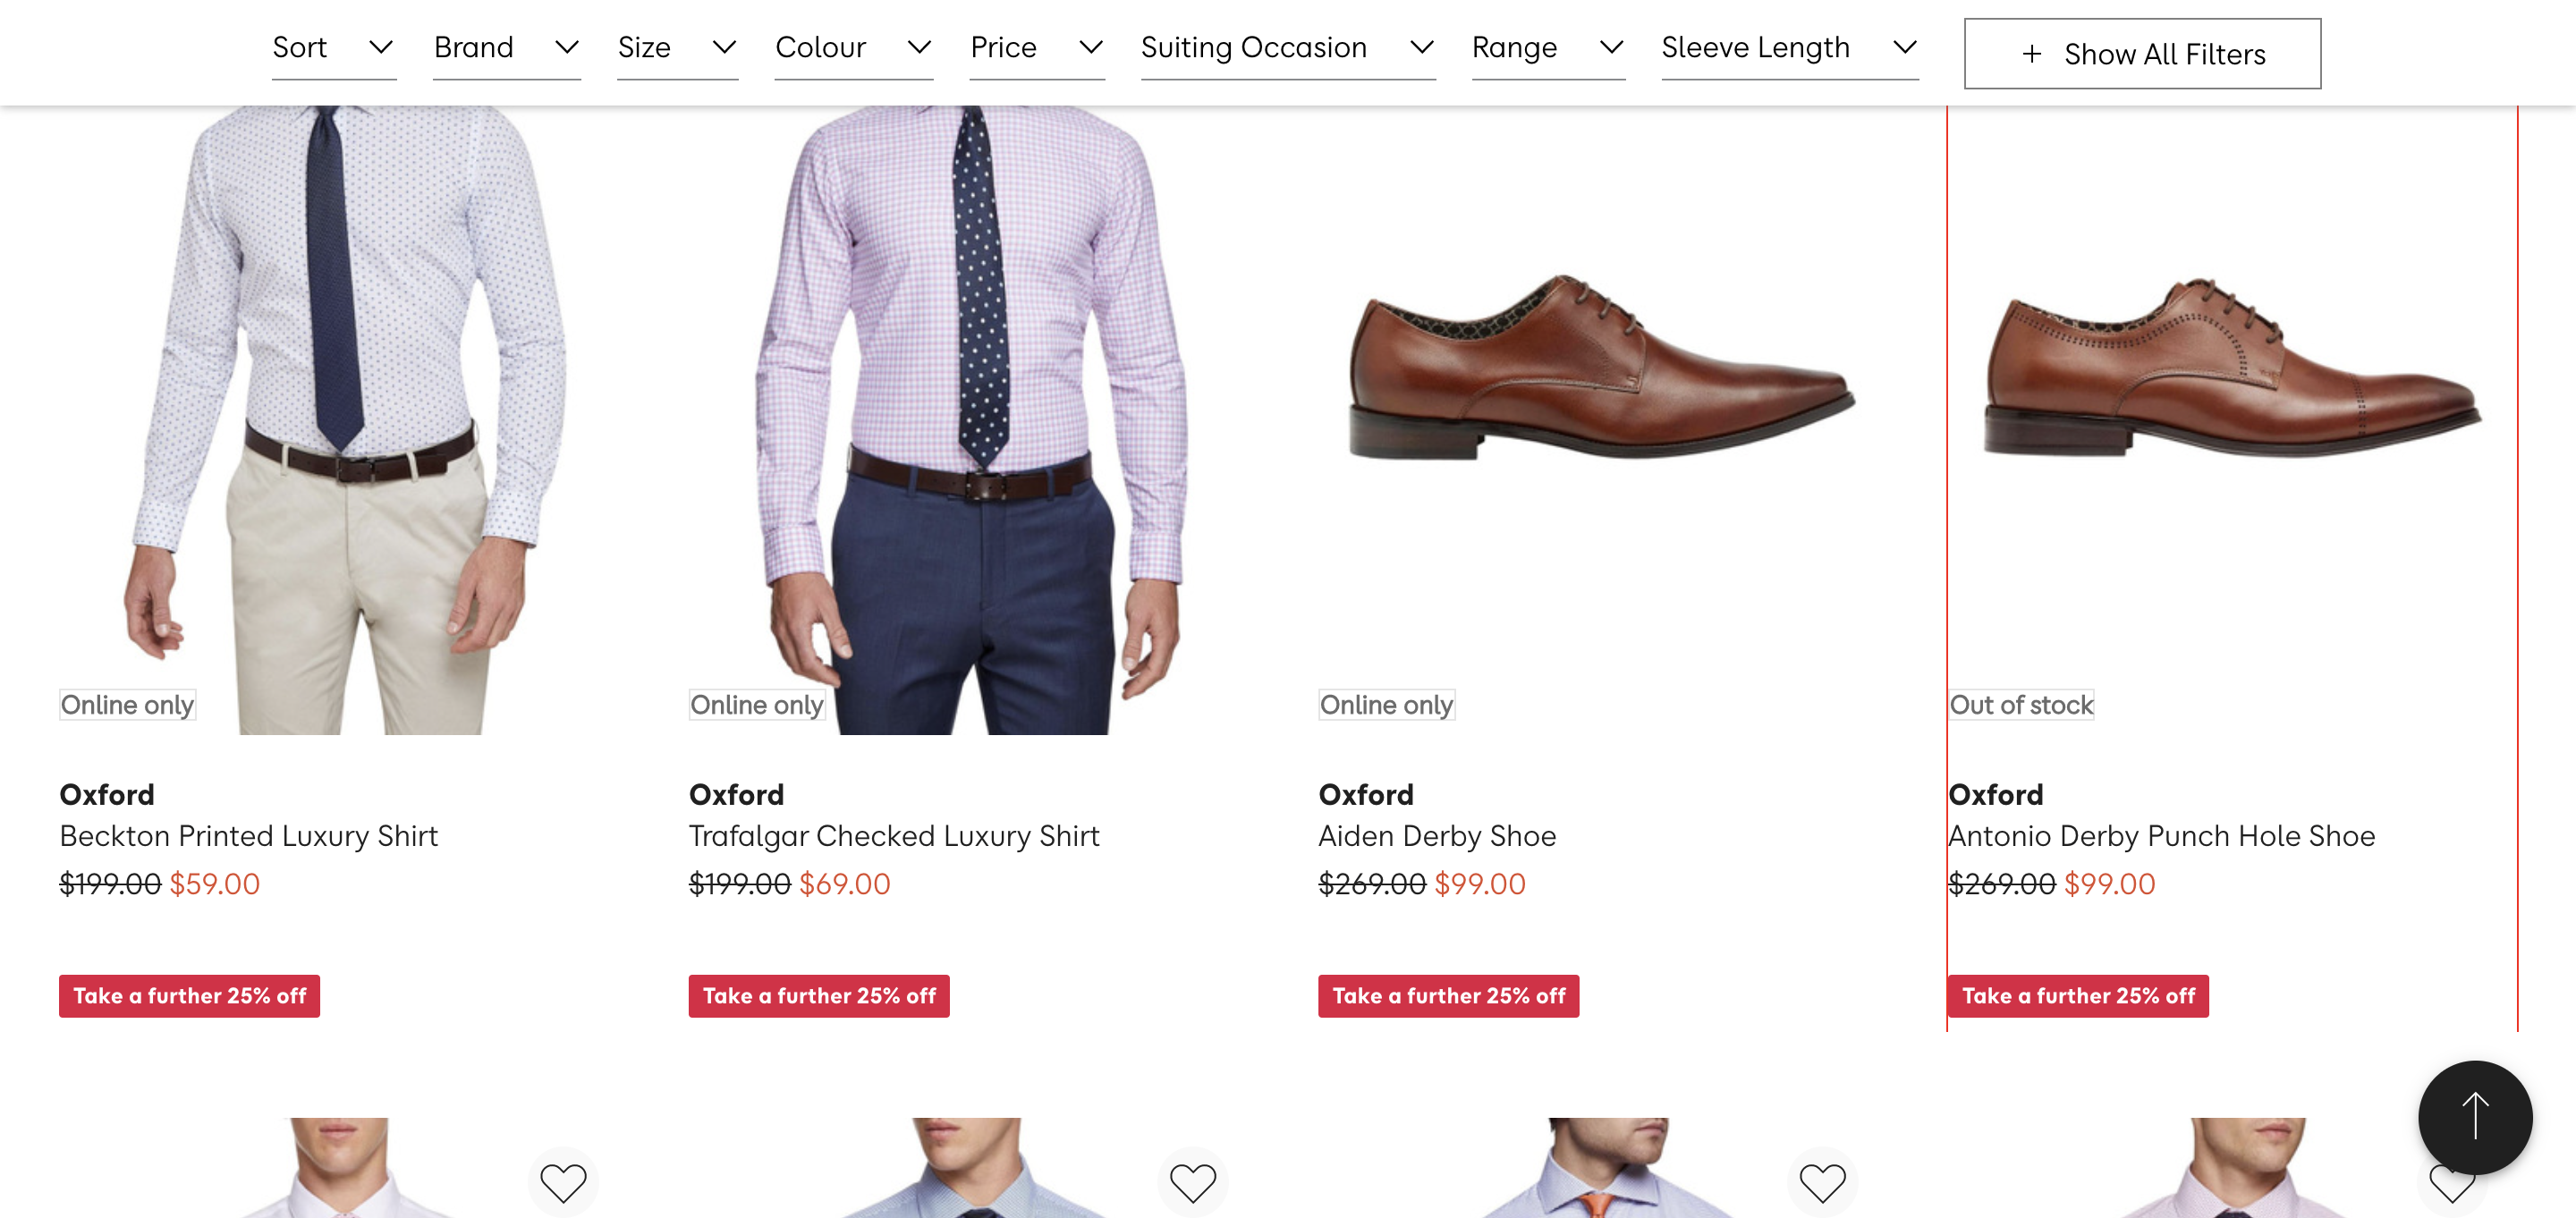 Sort Brand Size Colour Price Suiting Occasion Range Sleeve Length + Show All Filters
Online only Online only Online only Out of stock
Oxford Oxford Oxford Oxford
Beckton Printed Luxury Shirt Trafalgar Checked Luxury Shirt Aiden Derby Shoe Antonio Derby Punch Hole Shoe
$199.00 $59.00 $199.00 $69.00 $269.00 $99.00 $269.00 $99.00
Take a further 25% off Take a further 25% off Take a further 25% off Take a further 25% off